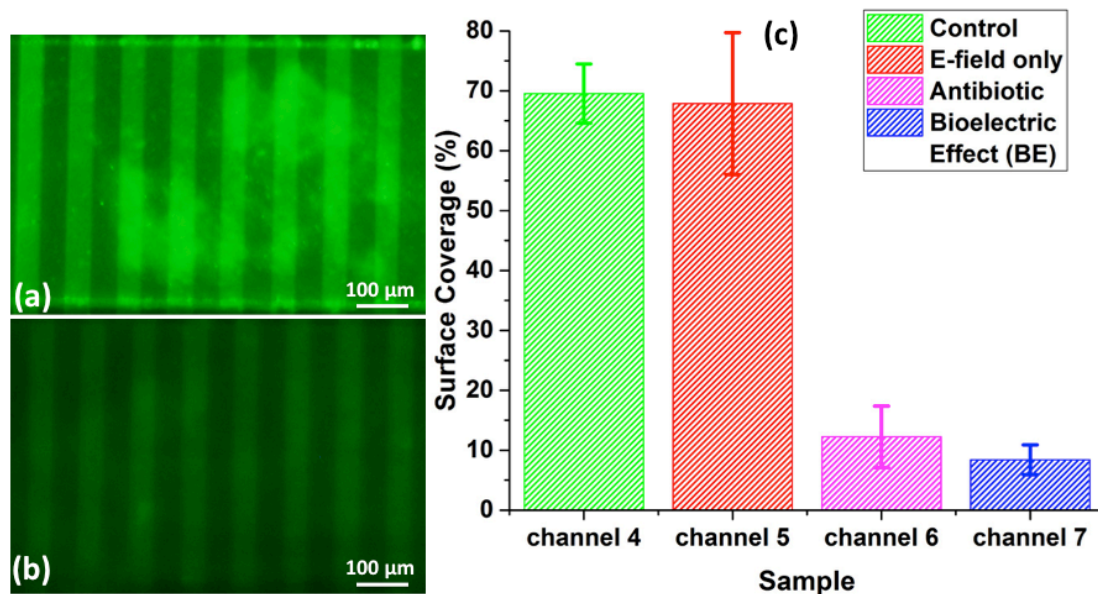 (a)
100 µm
(b)
100 µm
(c)
Control
E-field only
Antibiotic
Bioelectric
Effect (BE)
Surface Coverage (%)
80
70
60
50
40
30
20
10
0
channel 4 channel 5 channel 6 channel 7
Sample